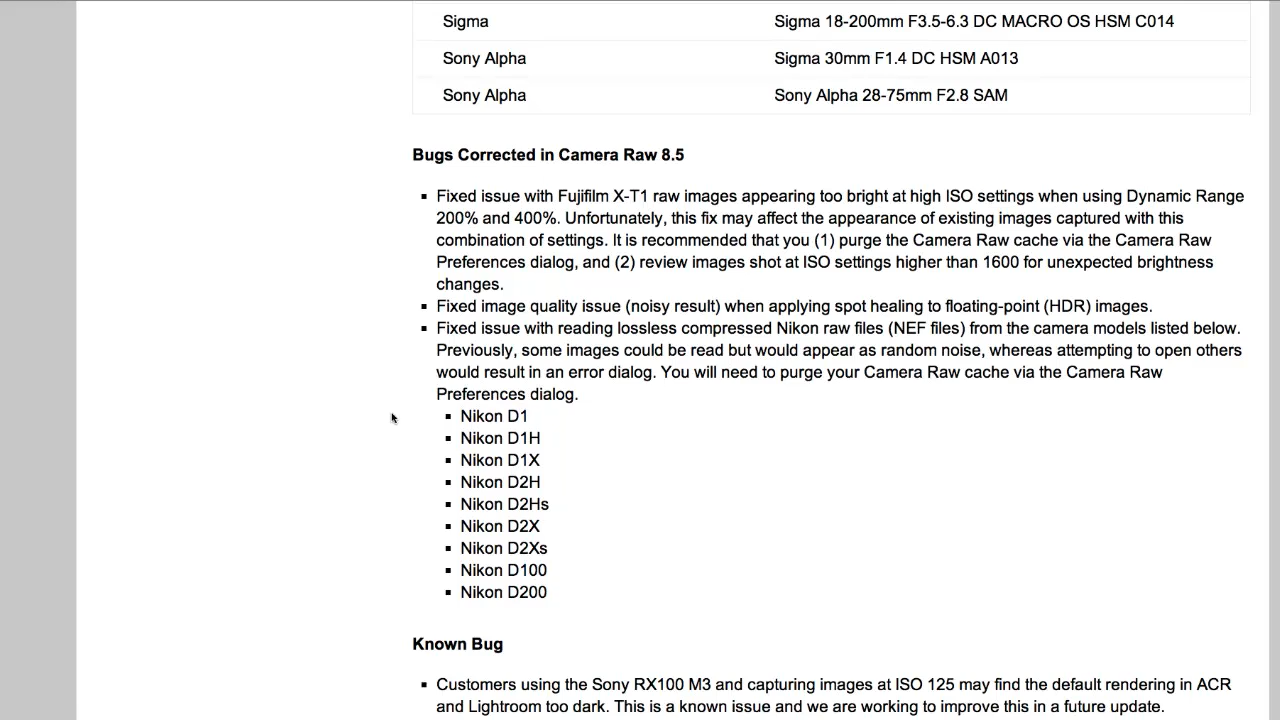 Sigma Sigma 18-200mm F3.5-6.3 DC MACRO OS HSM C014
Sony Alpha Sigma 30mm F1.4 DC HSM A013
Sony Alpha Sony Alpha 28-75mm F2.8 SAM
Bugs Corrected in Camera Raw 8.5
Fixed issue with Fujifilm X-T1 raw images appearing too bright at high ISO settings when using Dynamic Range
200% and 400%. Unfortunately, this fix may affect the appearance of existing images captured with this
combination of settings. It is recommended that you (1) purge the Camera Raw cache via the Camera Raw
Preferences dialog, and (2) review images shot at ISO settings higher than 1600 for unexpected brightness
changes.
Fixed image quality issue (noisy result) when applying spot healing to floating-point (HDR) images.
Fixed issue with reading lossless compressed Nikon raw files (NEF files) from the camera models listed below.
Previously, some images could be read but would appear as random noise, whereas attempting to open others
would result in an error dialog. You will need to purge your Camera Raw cache via the Camera Raw
Preferences dialog.
Nikon D1
Nikon D1H
Nikon D1X
Nikon D2H
Nikon D2Hs
Nikon D2X
Nikon D2Xs
Nikon D100
Nikon D200
Known Bug
Customers using the Sony RX100 M3 and capturing images at ISO 125 may find the default rendering in ACR
and Lightroom too dark. This is a known issue and we are working to improve this in a future update.